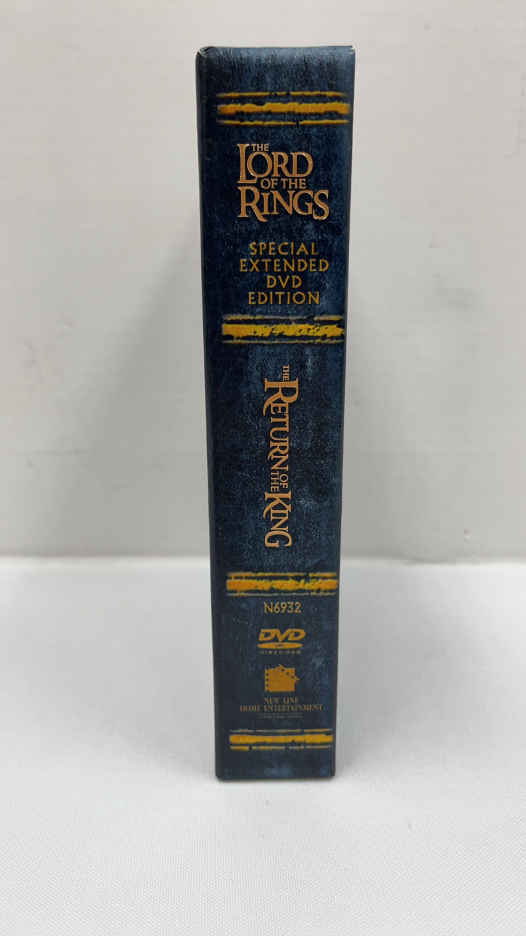 THE
LORD
OF THE
RINGS
SPECIAL
EXTENDED
DVD
EDITION
THE
RETURN OF
THE KING
N6932
DVD
VIDEO
NEW LINE
HOME ENTERTAINMENT